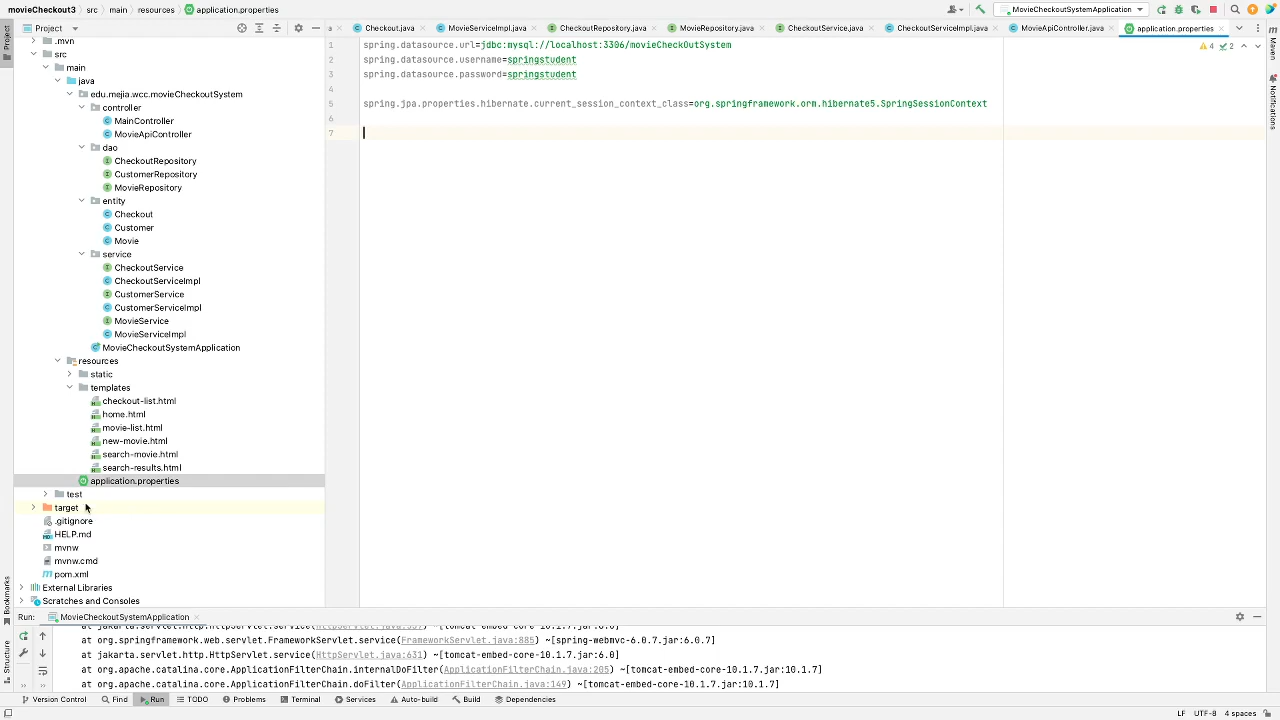 movieCheckout3 src main resources application.properties
MovieCheckoutSystemApplication
Project
Checkout.java MovieServiceImpl.java CheckoutRepository.java MovieRepository.java CheckoutService.java CheckoutServiceImpl.java MovieApiController.java application.properties
Project
.mvn
src
main
java
edu.mejia.wcc.movieCheckoutSystem
controller
MainController
MovieApiController
dao
CheckoutRepository
CustomerRepository
MovieRepository
entity
Checkout
Customer
Movie
service
CheckoutService
CheckoutServiceImpl
CustomerService
CustomerServiceImpl
MovieService
MovieServiceImpl
MovieCheckoutSystemApplication
resources
static
templates
checkout-list.html
home.html
movie-list.html
new-movie.html
search-movie.html
search-results.html
application.properties
test
target
.gitignore
HELP.md
mvnw
mvnw.cmd
pom.xml
External Libraries
Scratches and Consoles
1 spring.datasource.url=jdbc:mysql://localhost:3306/movieCheckOutSystem
2 spring.datasource.username=springstudent
3 spring.datasource.password=springstudent
4
5 spring.jpa.properties.hibernate.current_session_context_class=org.springframework.orm.hibernate5.SpringSessionContext
6
7
4 2
Maven
Notifications
Bookmarks
Structure
Run: MovieCheckoutSystemApplication
at org.springframework.web.servlet.FrameworkServlet.service(FrameworkServlet.java:885) ~[spring-webmvc-6.0.7.jar:6.0.7]
at jakarta.servlet.http.HttpServlet.service(HttpServlet.java:631) ~[tomcat-embed-core-10.1.7.jar:6.0]
at org.apache.catalina.core.ApplicationFilterChain.internalDoFilter(ApplicationFilterChain.java:205) ~[tomcat-embed-core-10.1.7.jar:10.1.7]
at org.apache.catalina.core.ApplicationFilterChain.doFilter(ApplicationFilterChain.java:149) ~[tomcat-embed-core-10.1.7.jar:10.1.7]
Version Control Find Run TODO Problems Terminal Services Auto-build Build Dependencies
LF UTF-8 4 spaces